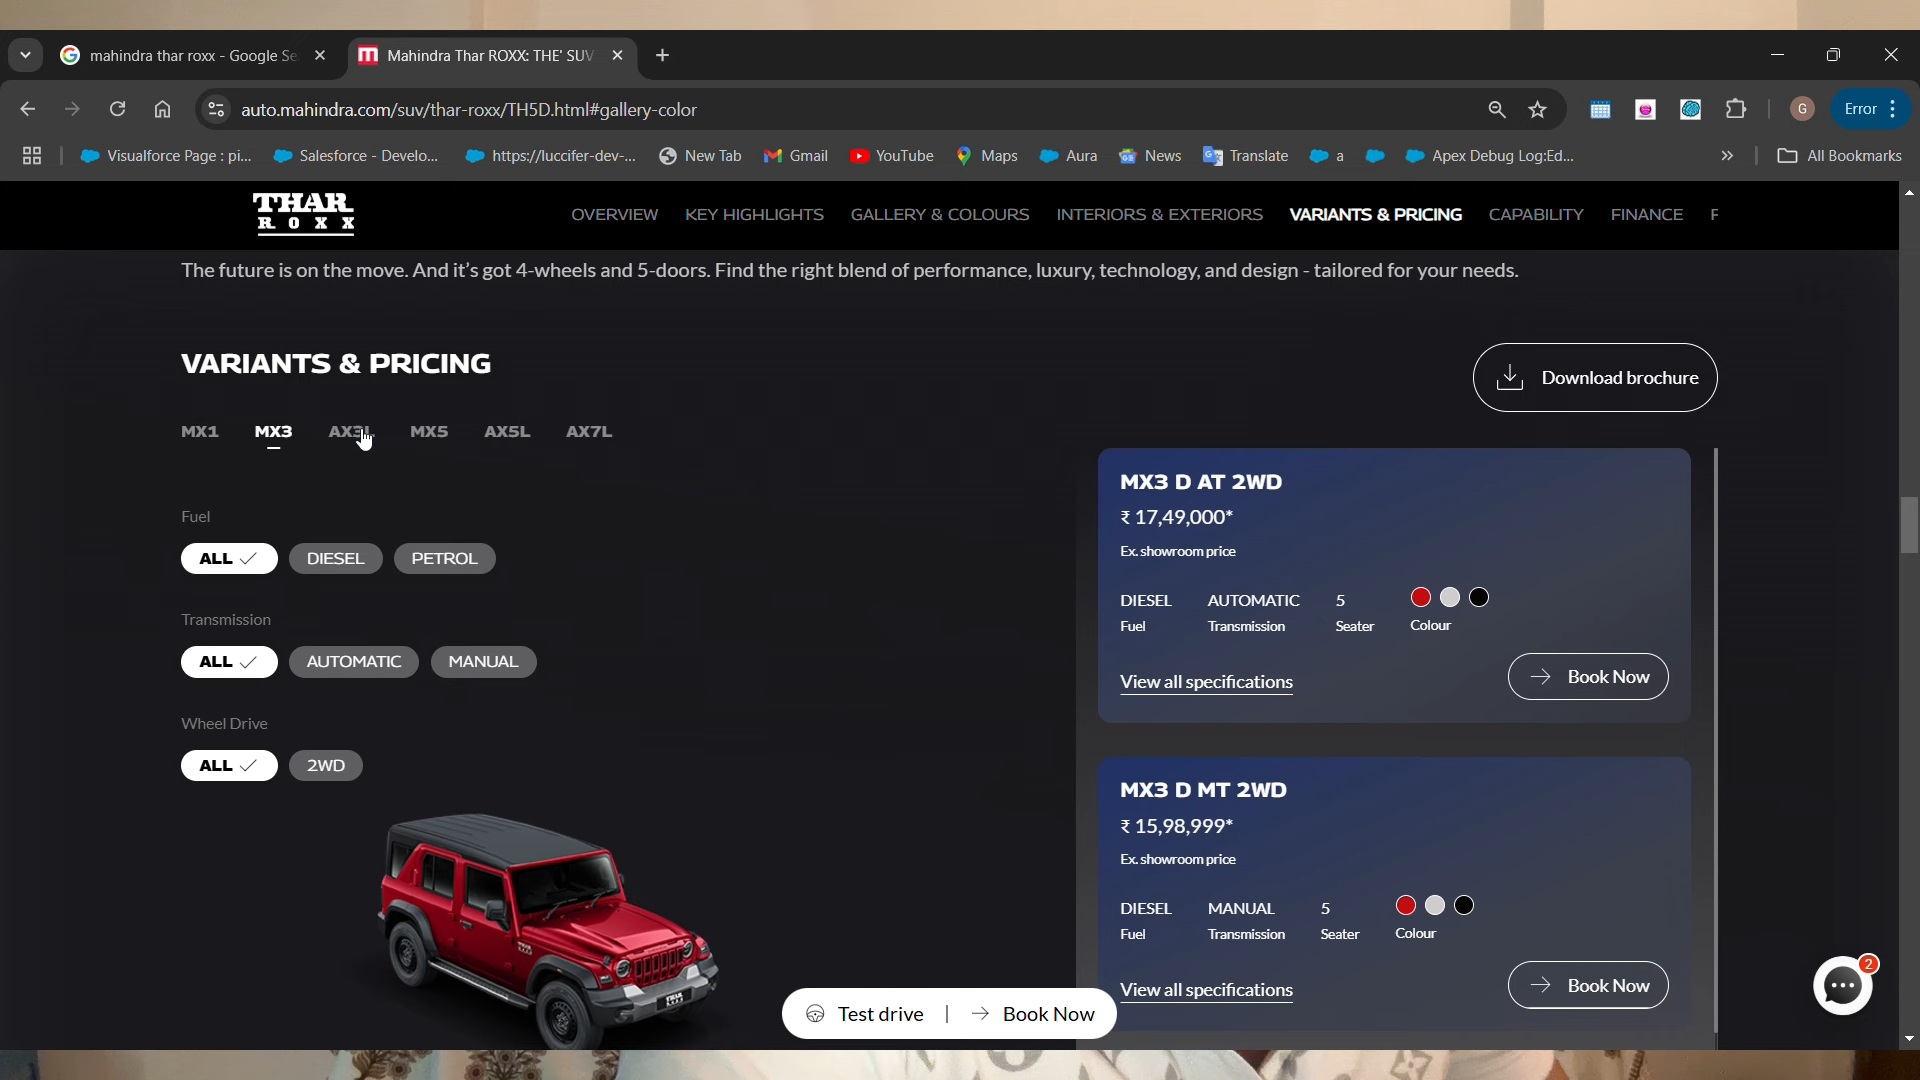 mahindra thar roxx - Google Se
Mahindra Thar ROXX: THE' SUV
auto.mahindra.com/suv/thar-roxx/TH5D.html#gallery-color
G
Error
Visualforce Page : pi...
Salesforce - Develo...
https://luccifer-dev-...
New Tab
Gmail
YouTube
Maps
Aura
News
Translate
a
Apex Debug Log:Ed...
»
All Bookmarks
THAR
ROXX
OVERVIEW
KEY HIGHLIGHTS
GALLERY & COLOURS
INTERIORS & EXTERIORS
VARIANTS & PRICING
CAPABILITY
FINANCE
F
The future is on the move. And it's got 4-wheels and 5-doors. Find the right blend of performance, luxury, technology, and design - tailored for your needs.
VARIANTS & PRICING
Download brochure
MX1
MX3
AX3L
MX5
AX5L
AX7L
Fuel
ALL
DIESEL
PETROL
Transmission
ALL
AUTOMATIC
MANUAL
Wheel Drive
ALL
2WD
MX3 D AT 2WD
₹ 17,49,000*
Ex. showroom price
DIESEL AUTOMATIC 5
Fuel Transmission Seater Colour
View all specifications
Book Now
MX3 D MT 2WD
₹ 15,98,999*
Ex. showroom price
DIESEL MANUAL 5
Fuel Transmission Seater Colour
View all specifications
Book Now
Test drive | Book Now
2